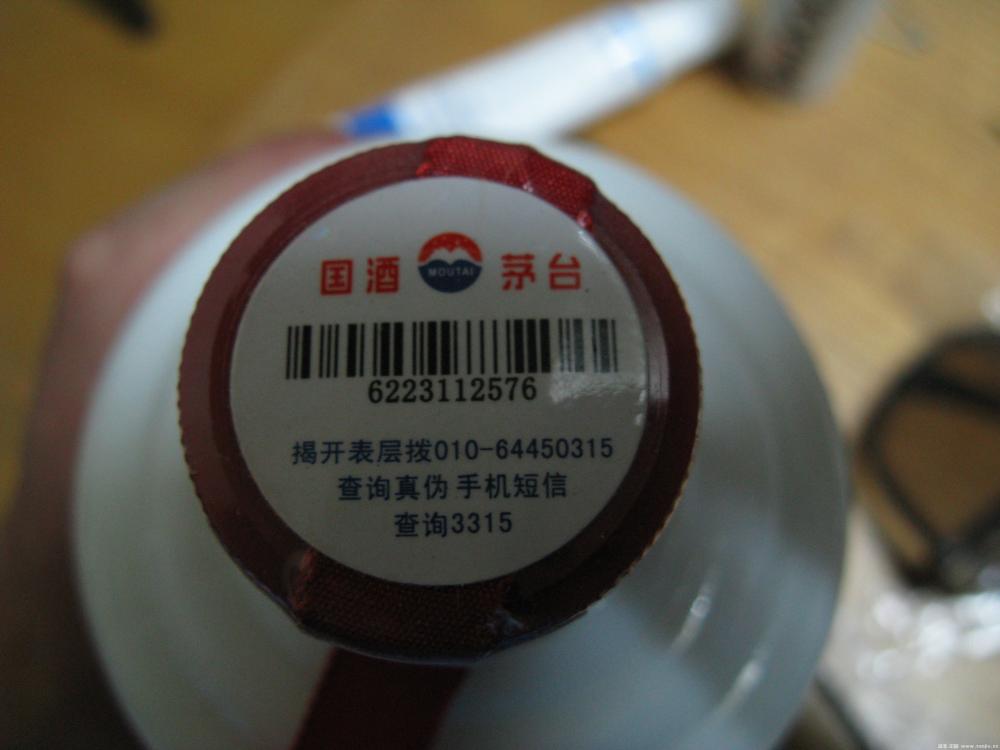 国酒 MOUTAI 茅台
6223112576
揭开表层拨010-64450315
查询真伪 手机短信
查询3315